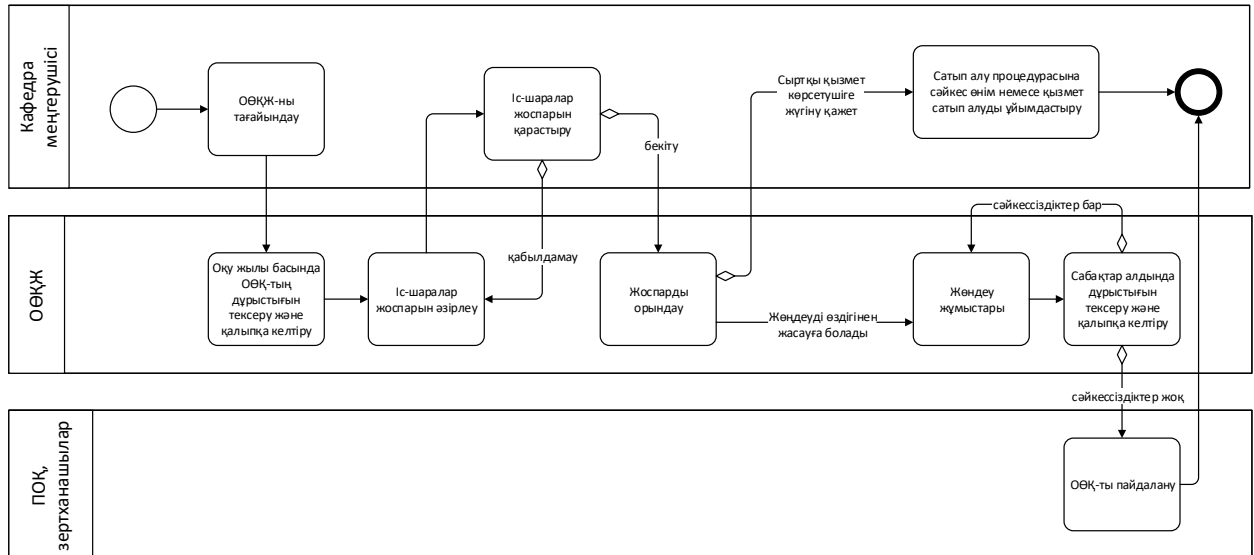 Кафедра
меңгерушісі
ОӨҚЖ-ны
тағайындау
Іс-шаралар
жоспарын
қарастыру
бекіту
Сыртқы қызмет
көрсетушіге
жүгіну қажет
Сатып алу процедурасына
сәйкес өнім немесе қызмет
сатып алуды ұйымдастыру
ОӨҚЖ
Оқу жылы басында
ОӨҚ-тың
дұрыстығын
тексеру және
қалыпқа келтіру
Іс-шаралар
жоспарын әзірлеу
қабылдамау
Жоспарды
орындау
Жөңдеуді өздігінен
жасауға болады
сәйкессіздіктер бар
Жөндеу
жұмыстары
Сабақтар алдында
дұрыстығын
тексеру және
қалыпқа келтіру
сәйкессіздіктер жоқ
ПОҚ,
зертханашылар
ОӨҚ-ты пайдалану